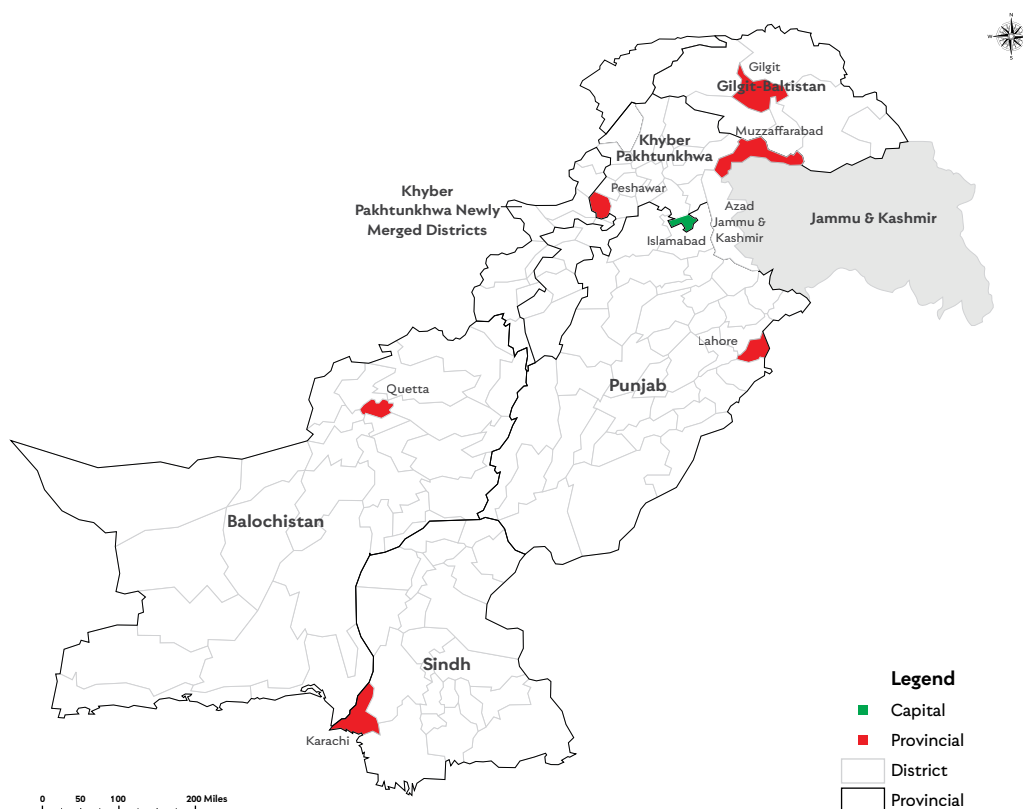 N
W
S
Gilgit
Gilgit-Baltistan
Muzzaffarabad
Khyber
Pakhtunkhwa
Peshawar
Khyber
Pakhtunkhwa Newly
Merged Districts
Azad
Jammu &
Kashmir
Jammu & Kashmir
Islamabad
Lahore
Punjab
Quetta
Balochistan
Sindh
Karachi
Legend
Capital
Provincial
District
Provincial
0 50 100 200 Miles